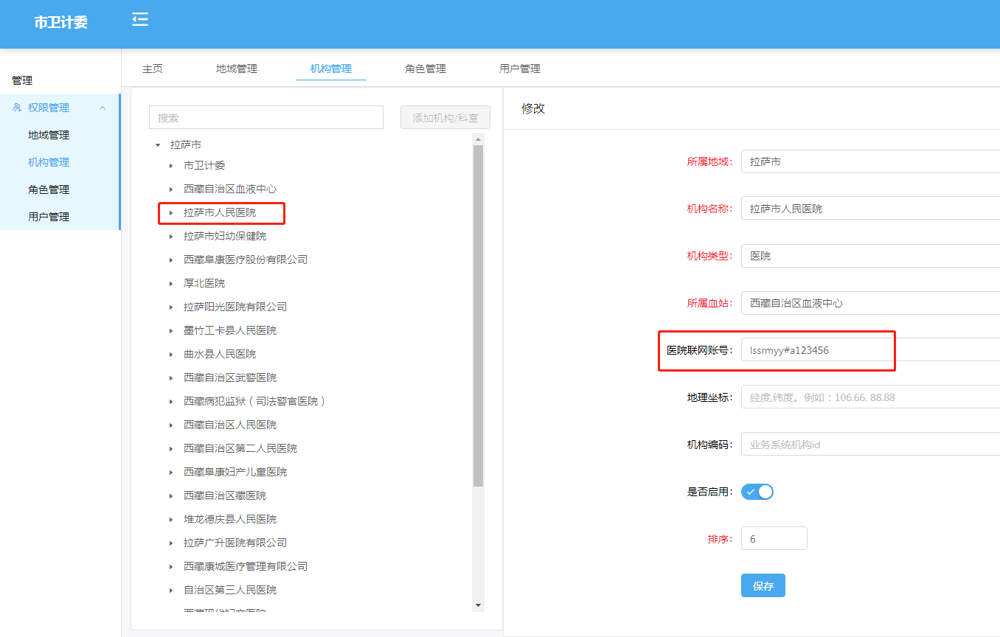 市卫计委
管理
权限管理
地域管理
机构管理
角色管理
用户管理
主页
地域管理
机构管理
角色管理
用户管理
搜索
添加机构/科室
拉萨市
市卫计委
西藏自治区血液中心
拉萨市人民医院
拉萨市妇幼保健院
西藏阜康医疗股份有限公司
厚北医院
拉萨阳光医院有限公司
墨竹工卡县人民医院
曲水县人民医院
西藏自治区武警医院
西藏病犯监狱（司法警官医院）
西藏自治区人民医院
西藏自治区第二人民医院
西藏阜康妇产儿童医院
西藏自治区藏医院
堆龙德庆县人民医院
拉萨广升医院有限公司
西藏康城医疗管理有限公司
自治区第三人民医院
西藏现代妇产医院
修改
所属地域: 拉萨市
机构名称: 拉萨市人民医院
机构类型: 医院
所属血站: 西藏自治区血液中心
医院联网账号: lssrmyy#a123456
地理坐标: 经度,纬度。例如：106.66, 88.88
机构编码: 业务系统机构id
是否启用:
排序: 6
保存